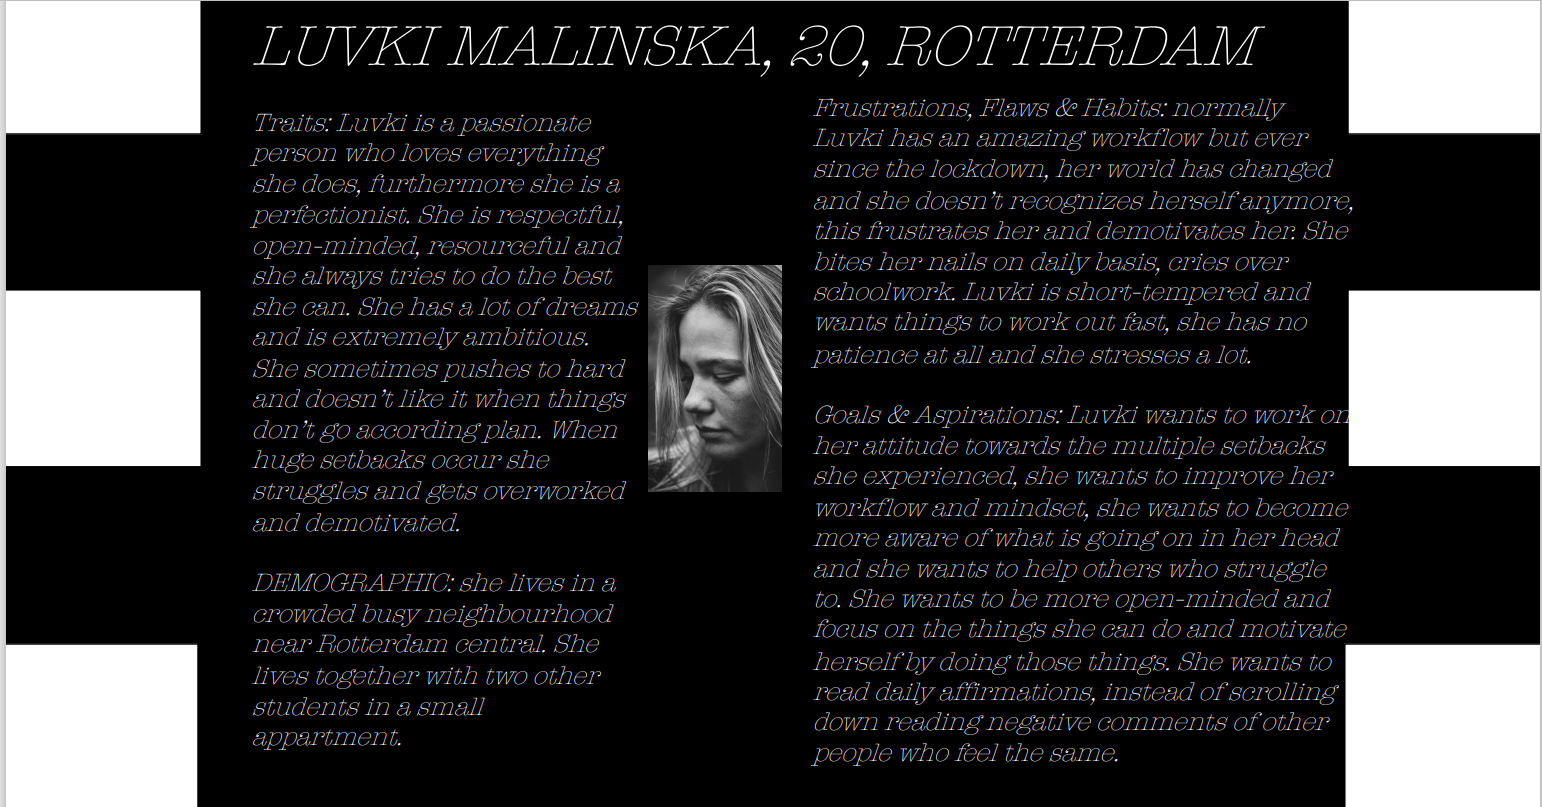 LUVKI MALINSKA, 20, ROTTERDAM
Traits: Luvki is a passionate
person who loves everything
she does, furthermore she is a
perfectionist. She is respectful,
open-minded, resourceful and
she always tries to do the best
she can. She has a lot of dreams
and is extremely ambitious.
She sometimes pushes to hard
and doesn't like it when things
don't go according plan. When
huge setbacks occur she
struggles and gets overworked
and demotivated.
DEMOGRAPHIC: she lives in a
crowded busy neighbourhood
near Rotterdam central. She
lives together with two other
students in a small
appartment.
Frustrations, Flaws & Habits: normally
Luvki has an amazing workflow but ever
since the lockdown, her world has changed
and she doesn't recognizes herself anymore,
this frustrates her and demotivates her. She
bites her nails on daily basis, cries over
schoolwork. Luvki is short-tempered and
wants things to work out fast, she has no
patience at all and she stresses a lot.
Goals & Aspirations: Luvki wants to work on
her attitude towards the multiple setbacks
she experienced, she wants to improve her
workflow and mindset, she wants to become
more aware of what is going on in her head
and she wants to help others who struggle
to. She wants to be more open-minded and
focus on the things she can do and motivate
herself by doing those things. She wants to
read daily affirmations, instead of scrolling
down reading negative comments of other
people who feel the same.